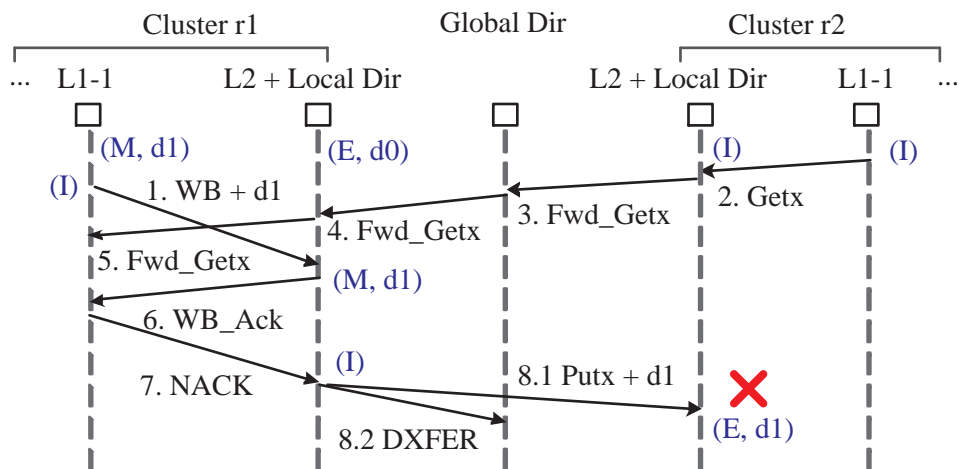 Cluster r1 Global Dir Cluster r2
... L1-1 L2 + Local Dir L2 + Local Dir L1-1 ...
(M, d1) (E, d0) (I) (I)
(I) 1. WB + d1 2. Getx
3. Fwd_Getx
4. Fwd_Getx
5. Fwd_Getx
(M, d1)
6. WB_Ack
(I)
7. NACK 8.1 Putx + d1
(E, d1)
8.2 DXFER